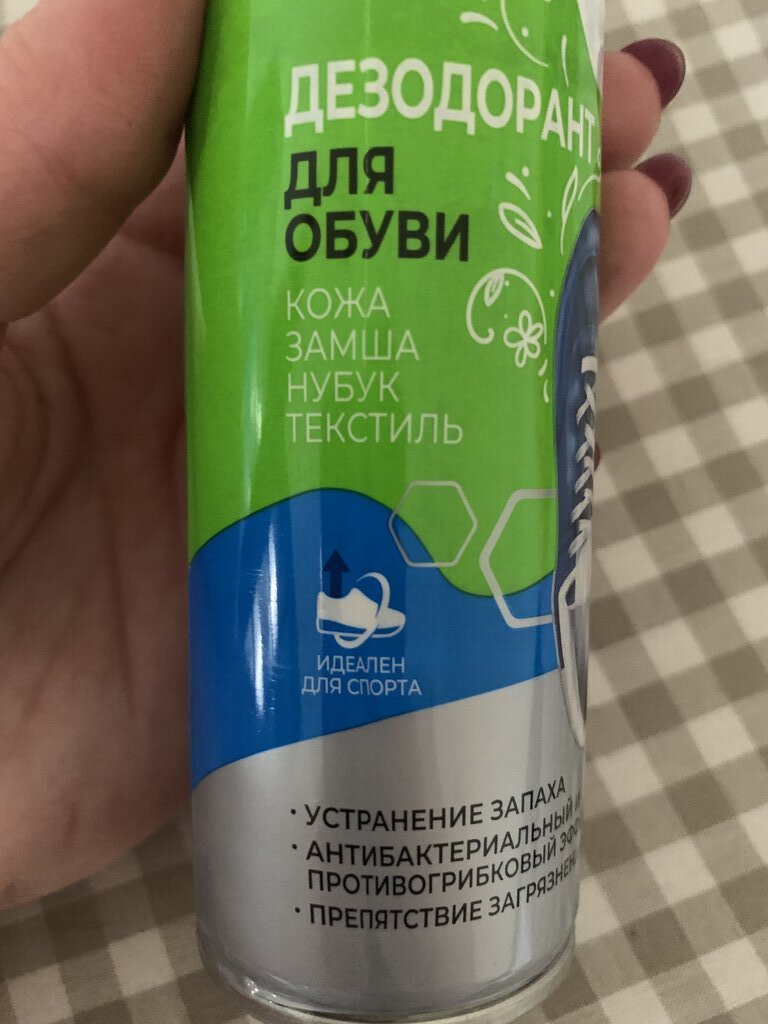 ДЕЗОДОРАНТ
ДЛЯ
ОБУВИ
КОЖА
ЗАМША
НУБУК
ТЕКСТИЛЬ
ИДЕАЛЕН
ДЛЯ СПОРТА
• УСТРАНЕНИЕ ЗАПАХА
• АНТИБАКТЕРИАЛЬНЫЙ И
ПРОТИВОГРИБКОВЫЙ
• ПРЕПЯТСТВИЕ